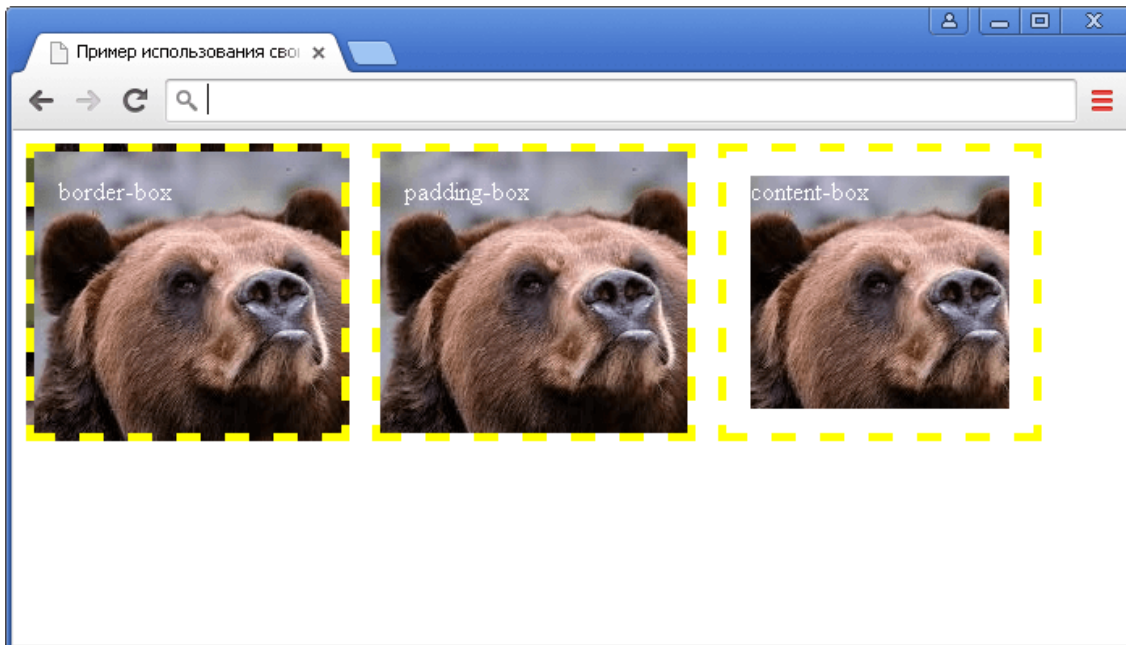 Пример использования сво
border-box
padding-box
content-box